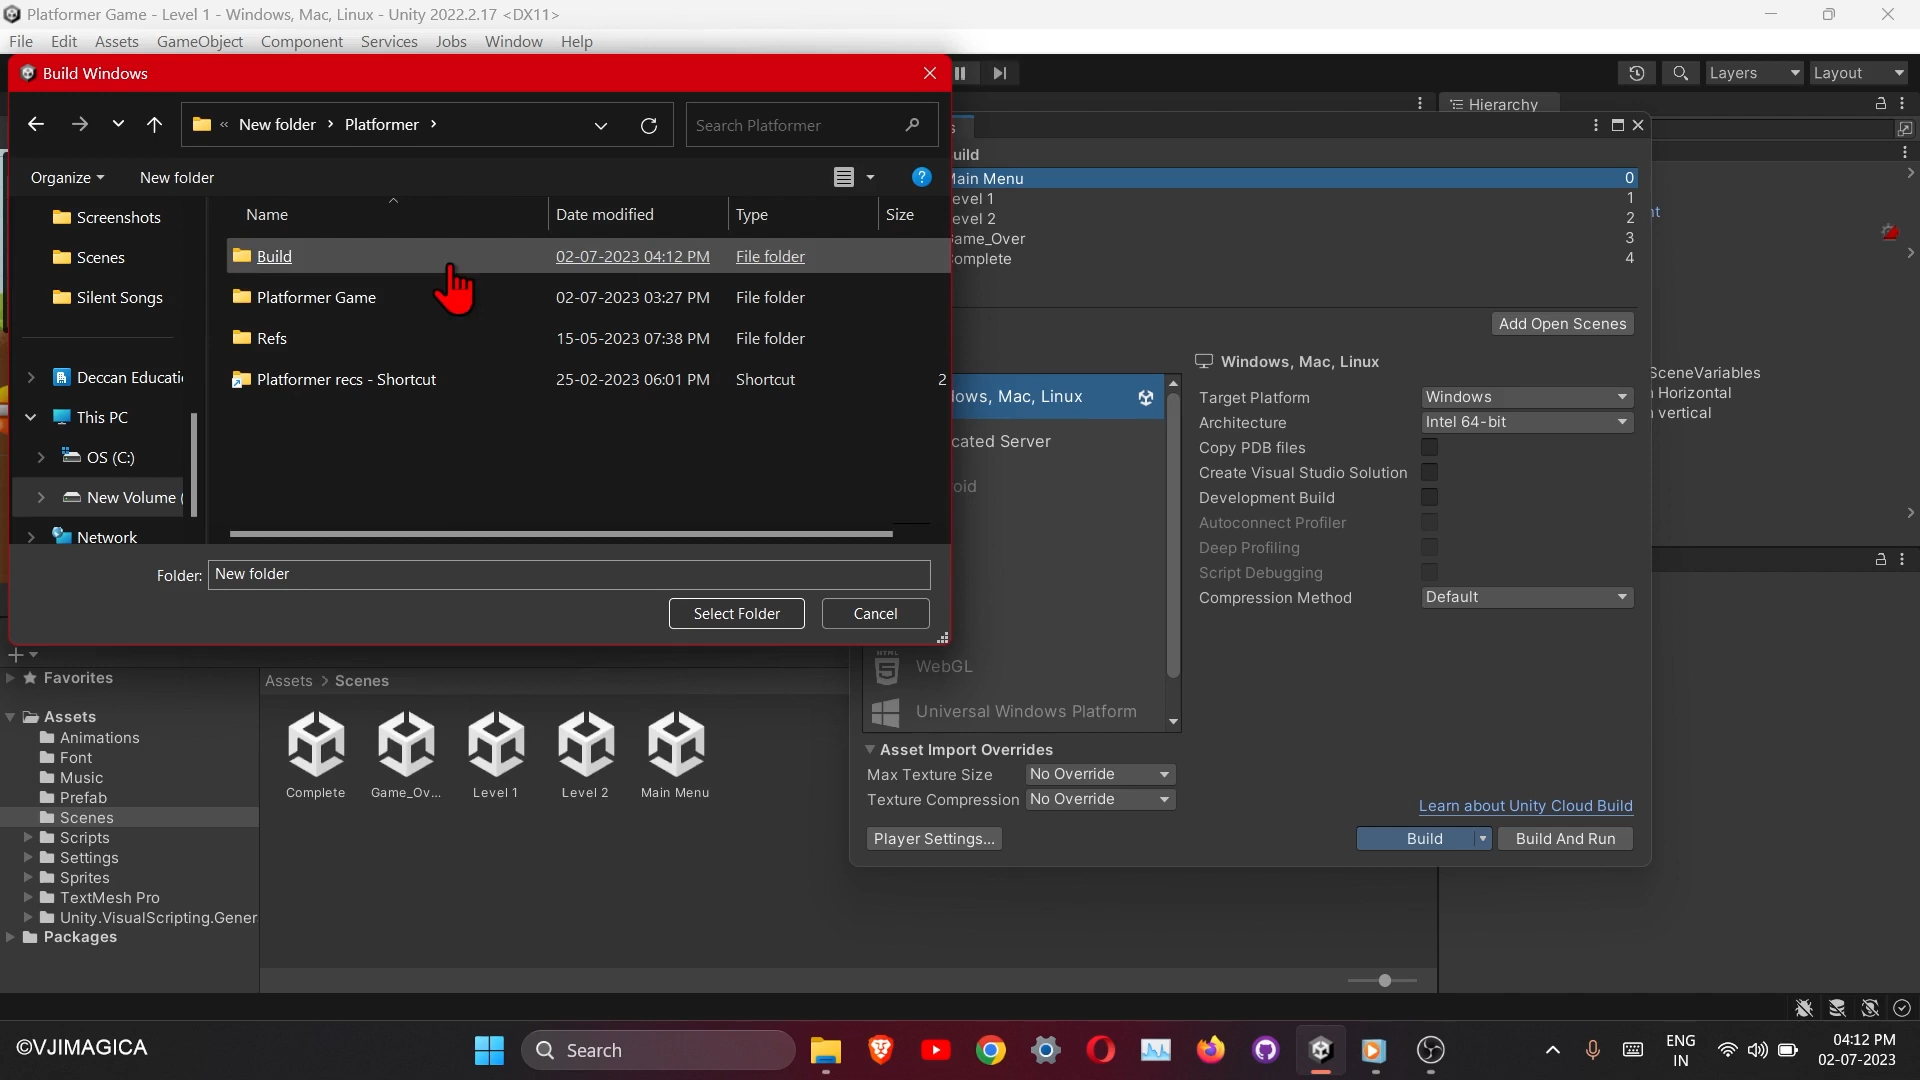 Platformer Game - Level 1 - Windows, Mac, Linux - Unity 2022.2.17 <DX11>
File Edit Assets GameObject Component Services Jobs Window Help
Build Windows
Layers Layout
« New folder › Platformer ›
Search Platformer
Hierarchy
Organize New folder
Name Date modified Type Size
Screenshots
Scenes
Silent Songs
Deccan Educati
This PC
OS (C:)
New Volume (
Network
Build 02-07-2023 04:12 PM File folder
Platformer Game 02-07-2023 03:27 PM File folder
Refs 15-05-2023 07:38 PM File folder
Platformer recs - Shortcut 25-02-2023 06:01 PM Shortcut 2
Folder: New folder
Select Folder Cancel
s
uild
Main Menu 0
evel 1 1
evel 2 2
Game_Over 3
omplete 4
Add Open Scenes
dows, Mac, Linux
cated Server
oid
HTML 5 WebGL
Universal Windows Platform
Windows, Mac, Linux
Target Platform Windows
Architecture Intel 64-bit
Copy PDB files
Create Visual Studio Solution
Development Build
Autoconnect Profiler
Deep Profiling
Script Debugging
Compression Method Default
Asset Import Overrides
Max Texture Size No Override
Texture Compression No Override
Learn about Unity Cloud Build
Player Settings... Build Build And Run
nt
SceneVariables
Horizontal
vertical
Favorites
Assets
Animations
Font
Music
Prefab
Scenes
Scripts
Settings
Sprites
TextMesh Pro
Unity.VisualScripting.Gener
Packages
Assets > Scenes
Complete Game_Ov... Level 1 Level 2 Main Menu
©VJIMAGICA
Search
ENG
IN
04:12 PM
02-07-2023